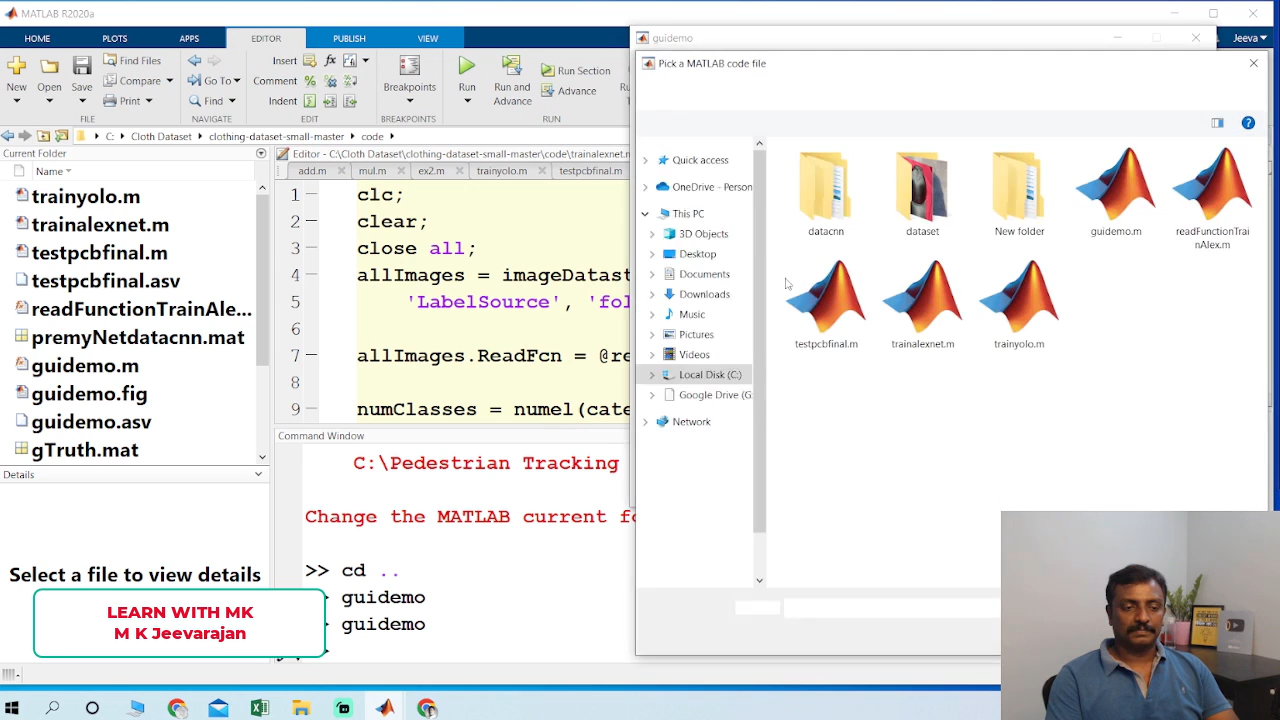 MATLAB R2020a
HOME
PLOTS
APPS
EDITOR
PUBLISH
VIEW
Jeeva
New
Open
Save
Find Files
Compare
Print
FILE
Go To
Find
NAVIGATE
Insert
fx
Comment
Indent
EDIT
Breakpoints
BREAKPOINTS
Run
Run and
Advance
Run Section
Advance
RUN
C:
Cloth Dataset
clothing-dataset-small-master
code
Current Folder
Name
trainyolo.m
trainalexnet.m
testpcbfinal.m
testpcbfinal.asv
readFunctionTrainAle...
premyNetdatacnn.mat
guidemo.m
guidemo.fig
guidemo.asv
gTruth.mat
Details
Select a file to view details
LEARN WITH MK
M K Jeevarajan
Editor - C:\Cloth Dataset\clothing-dataset-small-master\code\trainalexnet.m
add.m
mul.m
ex2.m
trainyolo.m
testpcbfinal.m
1 clc;
2 clear;
3 close all;
4 allImages = imageDatast
5 'LabelSource', 'fol
6
7 allImages.ReadFcn = @re
8
9 numClasses = numel(cate
Command Window
C:\Pedestrian Tracking
Change the MATLAB current fo
>> cd ..
guidemo
guidemo
guidemo
Pick a MATLAB code file
Quick access
OneDrive - Person
This PC
3D Objects
Desktop
Documents
Downloads
Music
Pictures
Videos
Local Disk (C:)
Google Drive (G:
Network
datacnn
dataset
New folder
guidemo.m
readFunctionTrai
nAlex.m
testpcbfinal.m
trainalexnet.m
trainyolo.m